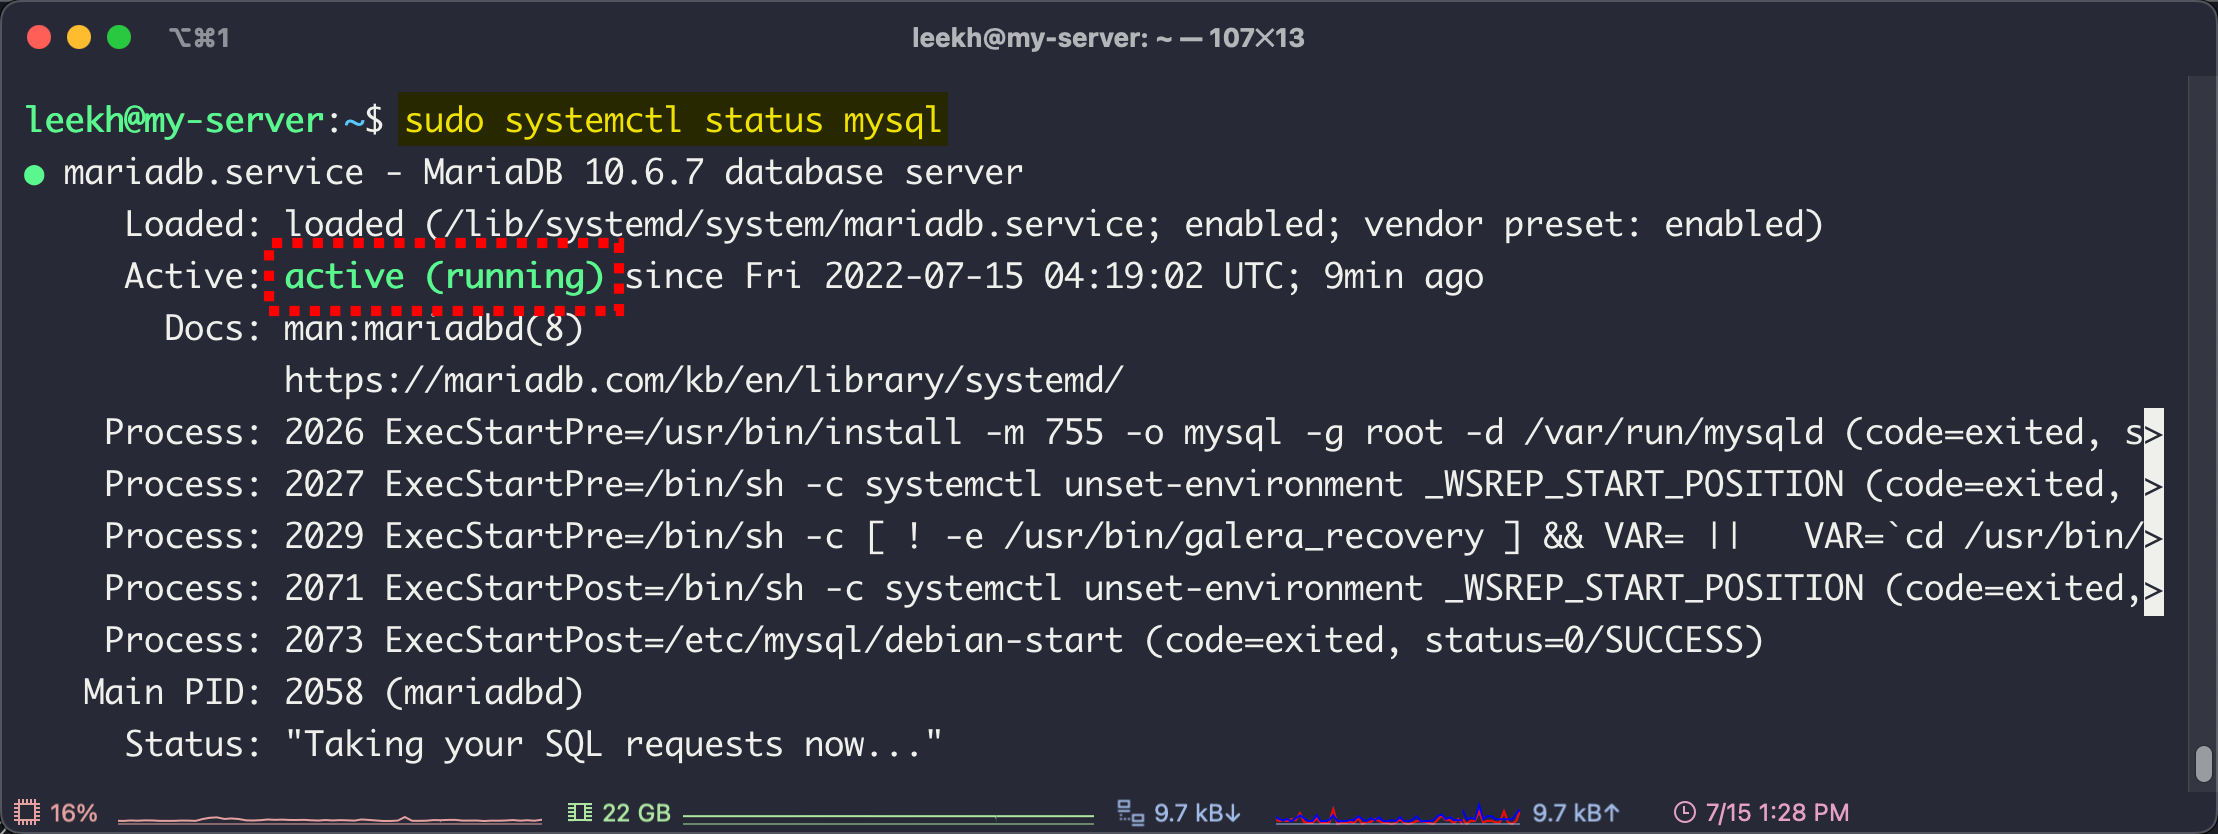 ⌥⌘1
leekh@my-server: ~ — 107×13
leekh@my-server:~$ sudo systemctl status mysql
● mariadb.service - MariaDB 10.6.7 database server
Loaded: loaded (/lib/systemd/system/mariadb.service; enabled; vendor preset: enabled)
Active: active (running) since Fri 2022-07-15 04:19:02 UTC; 9min ago
Docs: man:mariadbd(8)
https://mariadb.com/kb/en/library/systemd/
Process: 2026 ExecStartPre=/usr/bin/install -m 755 -o mysql -g root -d /var/run/mysqld (code=exited, s>
Process: 2027 ExecStartPre=/bin/sh -c systemctl unset-environment _WSREP_START_POSITION (code=exited, >
Process: 2029 ExecStartPre=/bin/sh -c [ ! -e /usr/bin/galera_recovery ] && VAR= ||   VAR=`cd /usr/bin/>
Process: 2071 ExecStartPost=/bin/sh -c systemctl unset-environment _WSREP_START_POSITION (code=exited,>
Process: 2073 ExecStartPost=/etc/mysql/debian-start (code=exited, status=0/SUCCESS)
Main PID: 2058 (mariadbd)
Status: "Taking your SQL requests now..."
16% 22 GB 9.7 kB↓ 9.7 kB↑ 7/15 1:28 PM